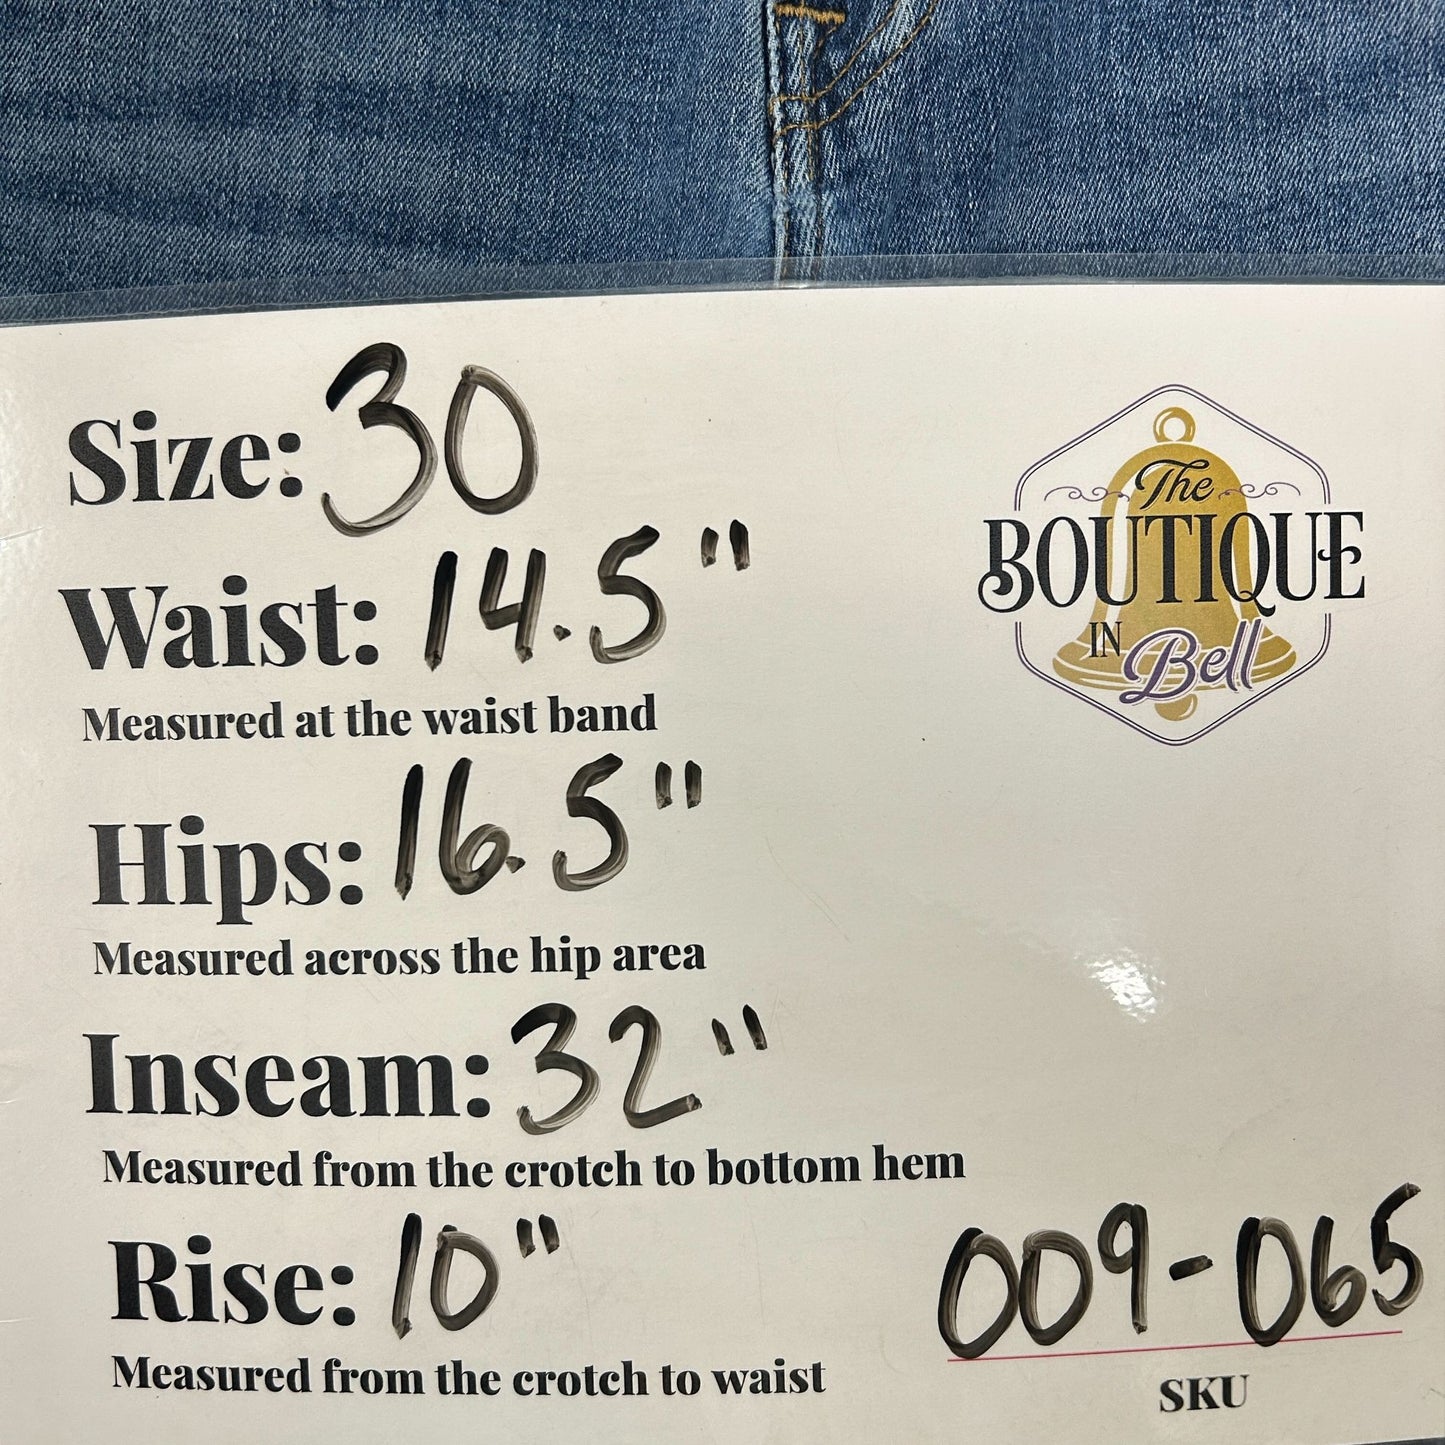 Size: 30
Waist: 14.5"
Measured at the waist band
Hips: 16.5"
Measured across the hip area
Inseam: 32"
Measured from the crotch to bottom hem
Rise: 10"
Measured from the crotch to waist
The
BOUTIQUE
IN Bell
009-065
SKU